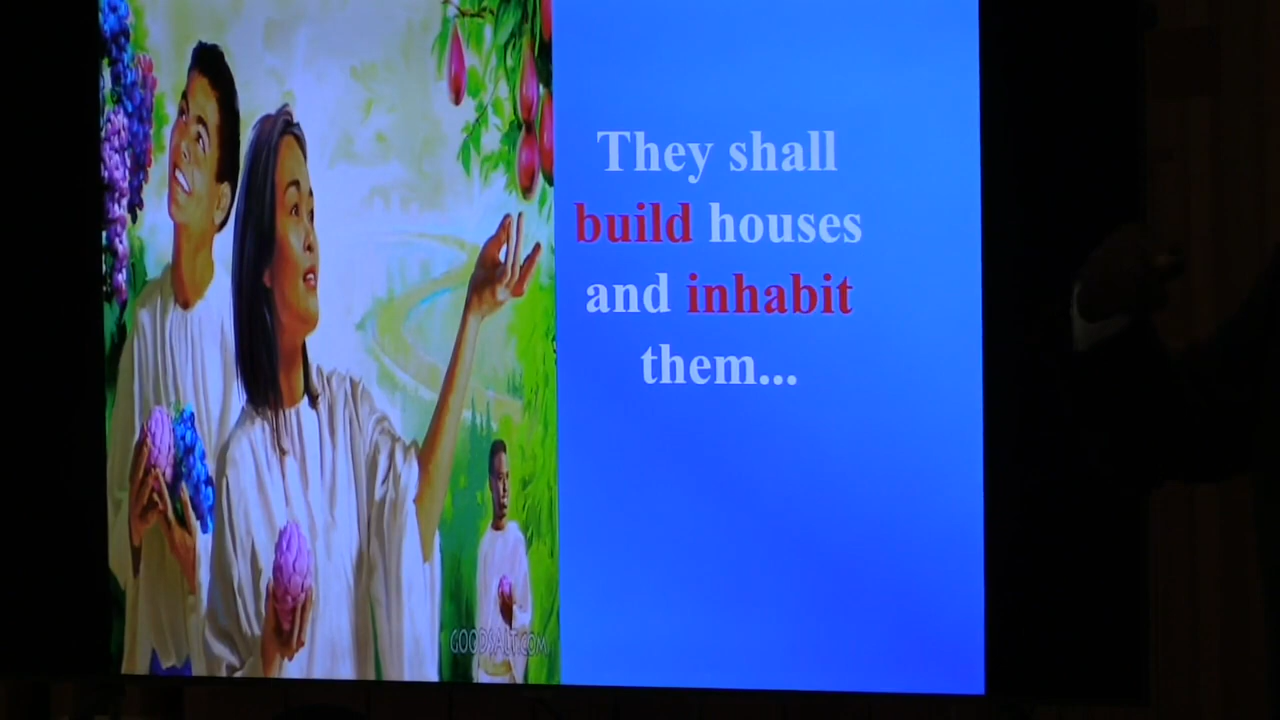 They shall
build houses
and inhabit
them...
GOODSALT.COM